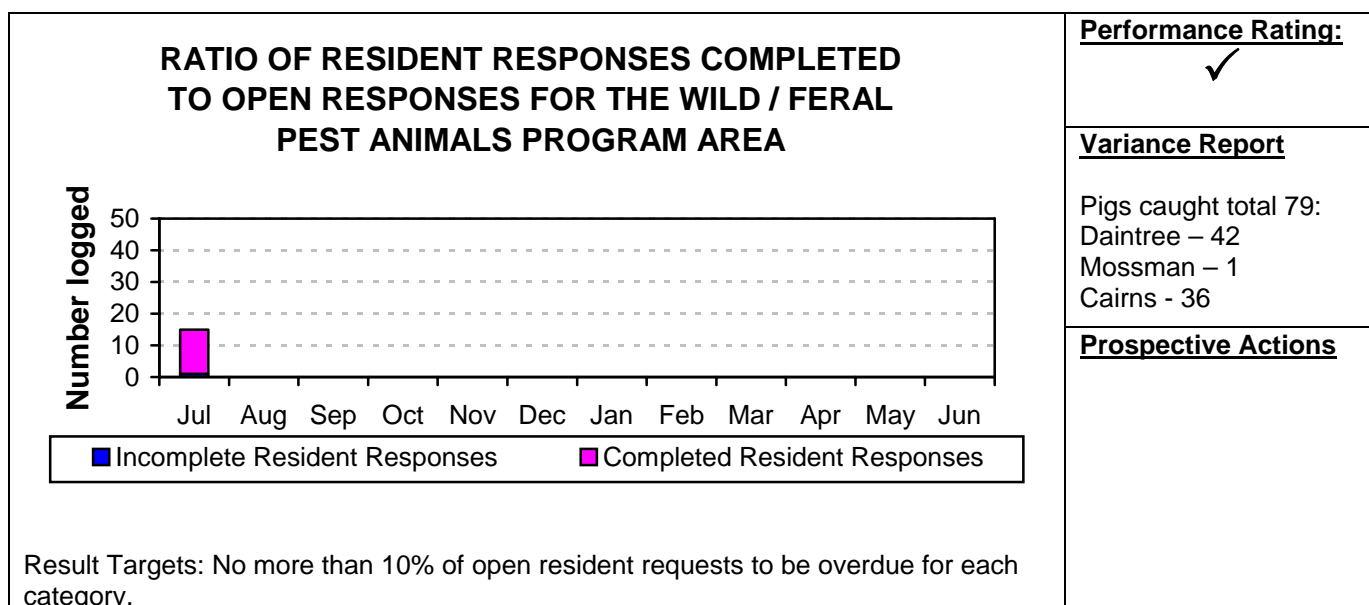 RATIO OF RESIDENT RESPONSES COMPLETED
TO OPEN RESPONSES FOR THE WILD / FERAL
PEST ANIMALS PROGRAM AREA
Number logged
50
40
30
20
10
0
Jul Aug Sep Oct Nov Dec Jan Feb Mar Apr May Jun
Incomplete Resident Responses Completed Resident Responses
Result Targets: No more than 10% of open resident requests to be overdue for each
category.
Performance Rating:
✓
Variance Report
Pigs caught total 79:
Daintree – 42
Mossman – 1
Cairns - 36
Prospective Actions